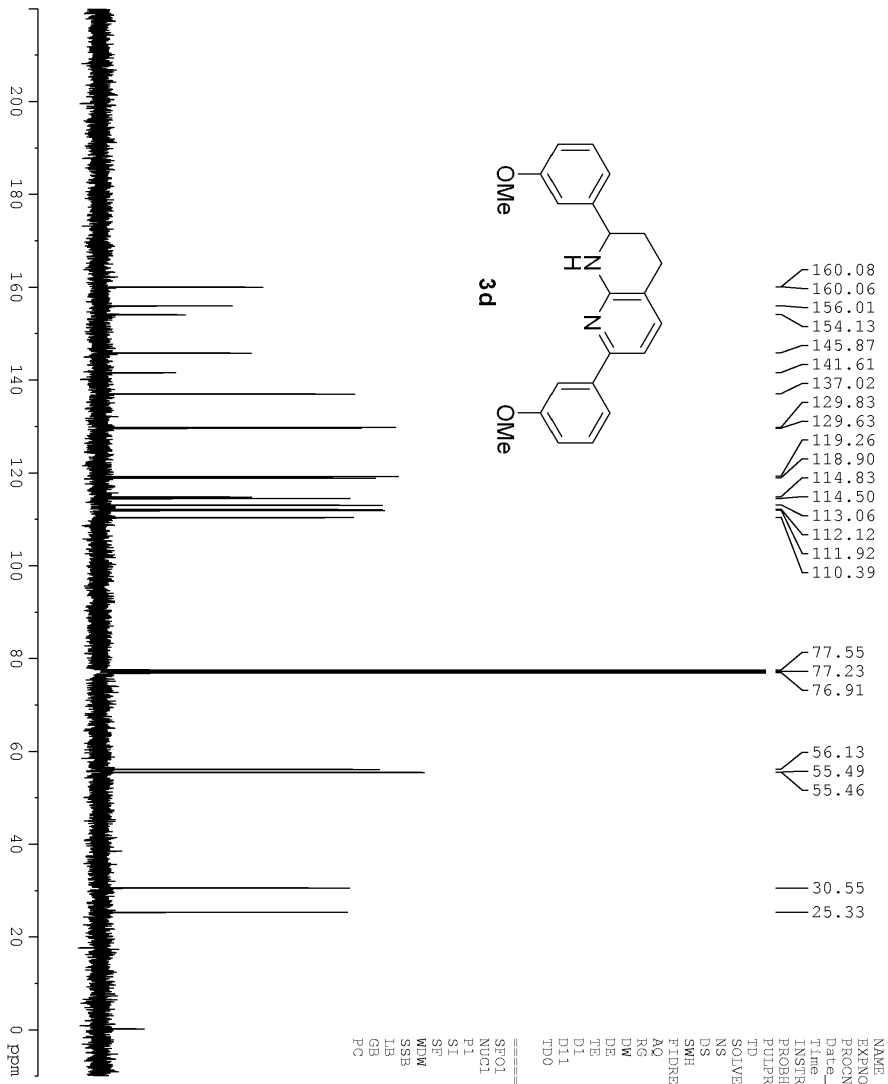 160.08
160.06
156.01
154.13
145.87
141.61
137.02
129.83
129.63
119.26
118.90
114.83
114.50
113.06
112.12
111.92
110.39
77.55
77.23
76.91
56.13
55.49
55.46
30.55
25.33
OMe
N
H
N
OMe
3d
200
180
160
140
120
100
80
60
40
20
0
ppm
NAME
EXPNO
PROCN
Date_
Time
INSTR
PROBH
PULPR
TD
SOLVE
NS
DS
SWH
FIDRE
AQ
RG
DW
DE
TE
D1
D11
TD0
=====
SFO1
NUC1
P1
SI
SF
WDW
SSB
LB
GB
PC